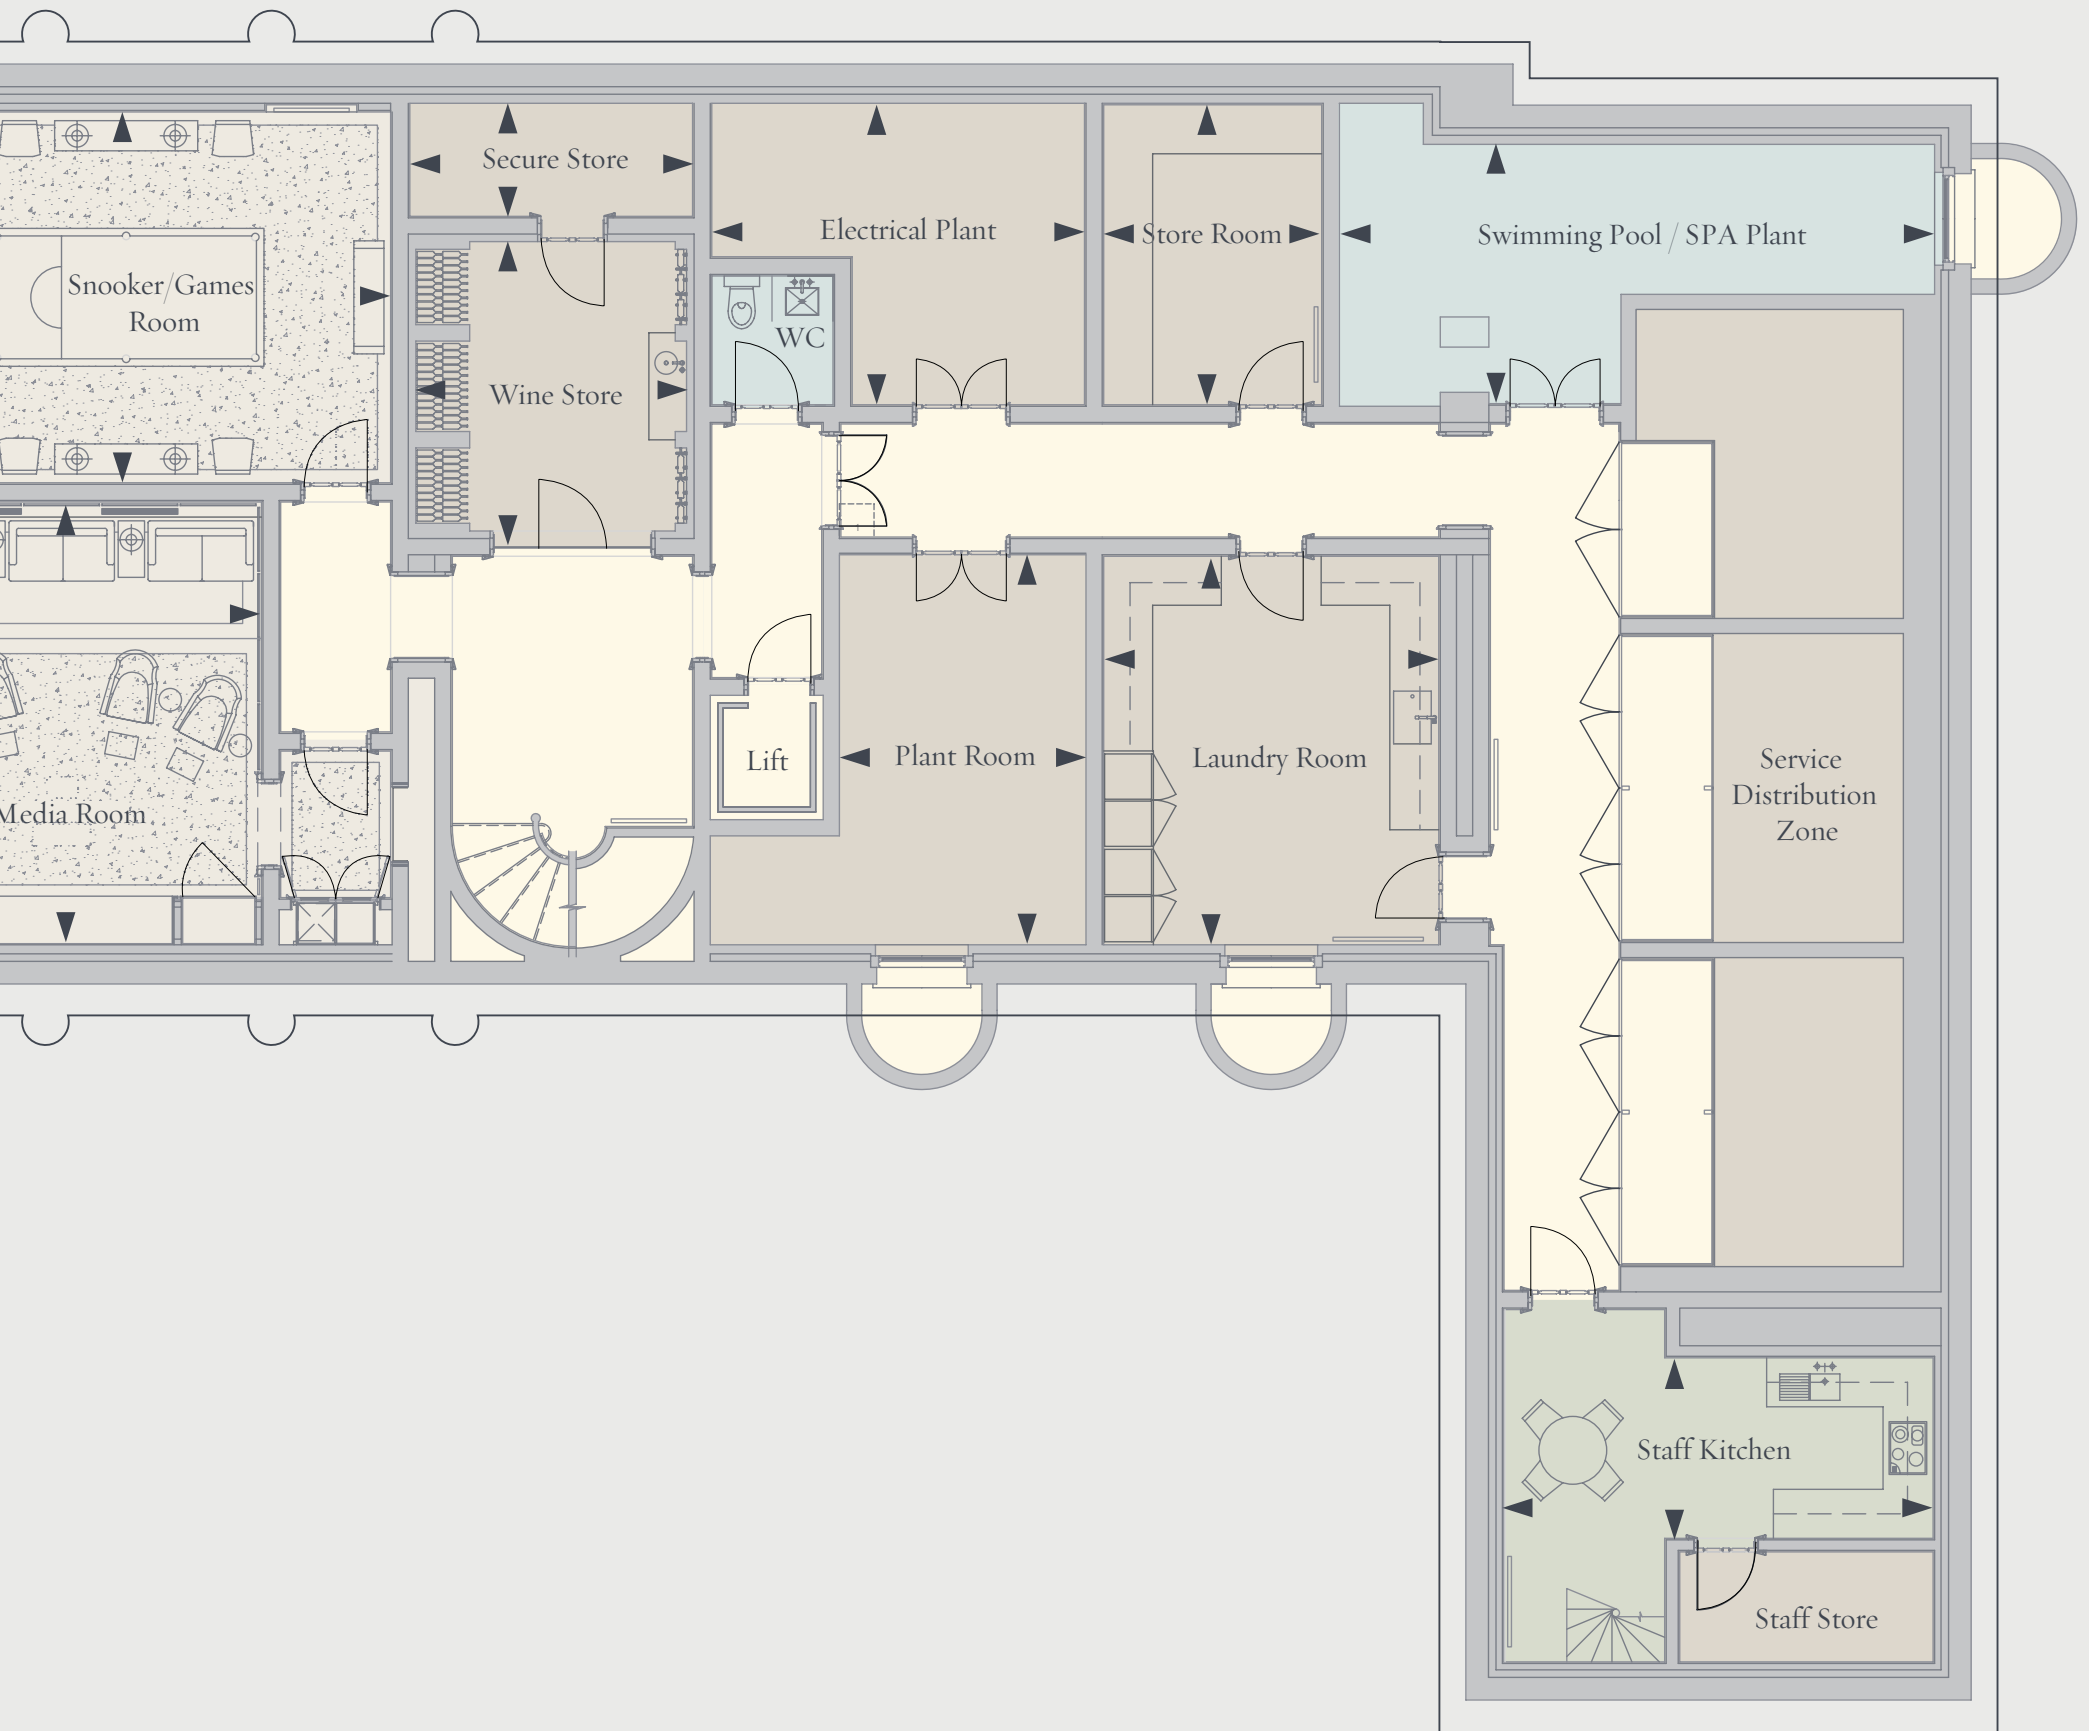 Secure Store
Electrical Plant
Store Room
Swimming Pool / SPA Plant
Snooker/Games
Room
WC
Wine Store
Lift
Plant Room
Laundry Room
Service
Distribution
Zone
Media Room
Staff Kitchen
Staff Store